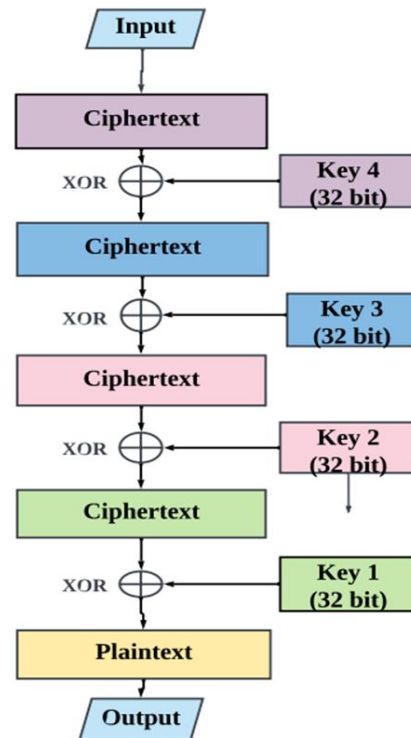 Input
Ciphertext
XOR
Key 4
(32 bit)
Ciphertext
XOR
Key 3
(32 bit)
Ciphertext
XOR
Key 2
(32 bit)
Ciphertext
XOR
Key 1
(32 bit)
Plaintext
Output